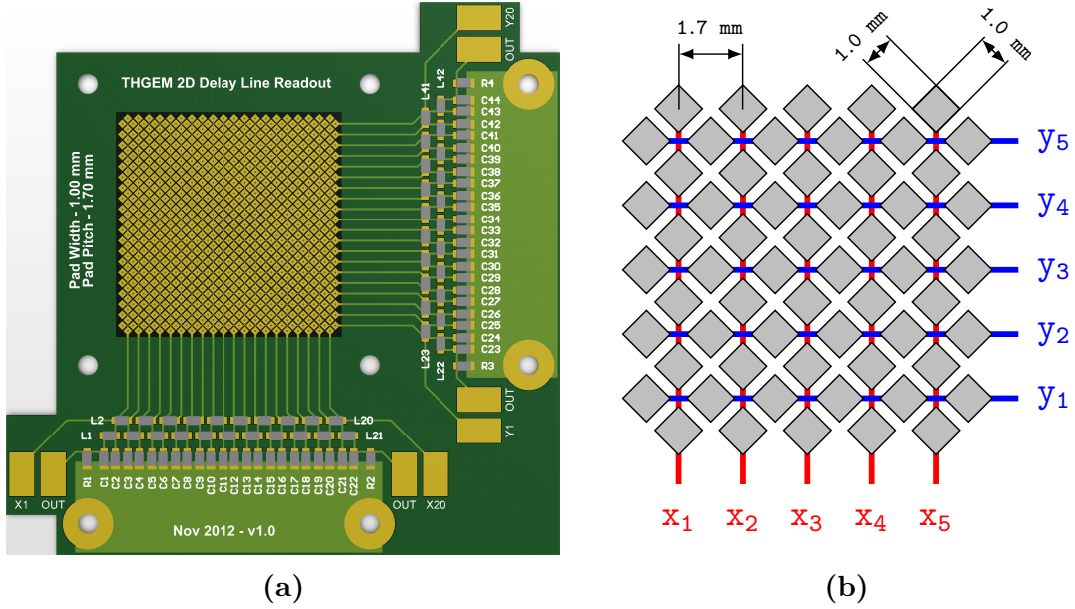 Y20
OUT
THGEM 2D Delay Line Readout
Pad Width - 1.00 mm
Pad Pitch - 1.70 mm
L41
L42
R4
C44
C43
C42
C41
C40
C39
C38
C37
C36
C35
C34
C33
C32
C31
C30
C29
C28
C27
C26
C25
C24
C23
R3
L23
L22
OUT
Y1
L2
L20
L1
L21
X1
OUT
R1
C1
C2
C3
C4
C5
C6
C7
C8
C9
C10
C11
C12
C13
C14
C15
C16
C17
C18
C19
C20
C21
C22
R2
OUT
X20
Nov 2012 - v1.0
(a)
1.7 mm
1.0 mm
1.0 mm
y5
y4
y3
y2
y1
x1 x2 x3 x4 x5
(b)